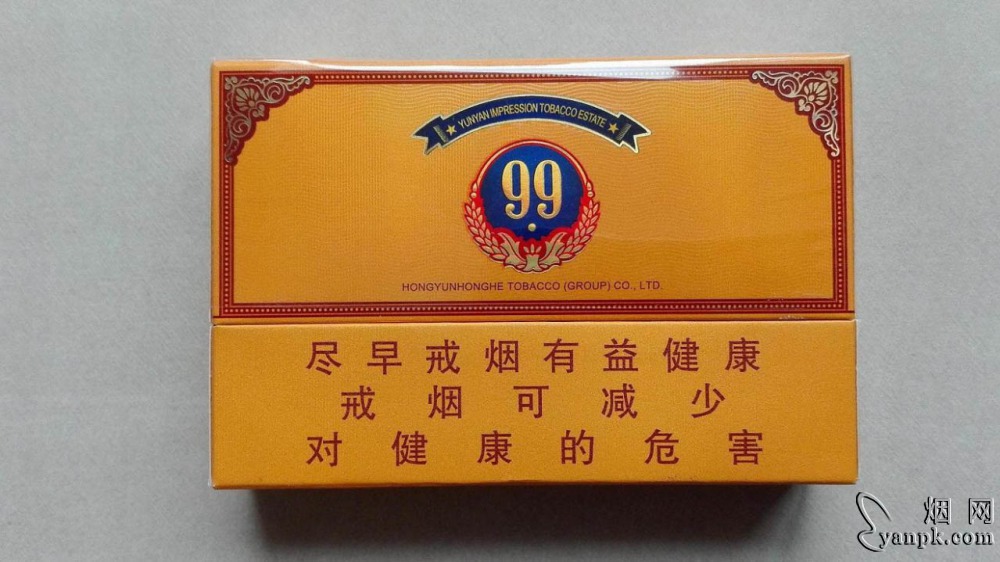 YUNYAN IMPRESSION TOBACCO ESTATE
99
HONGYUNHONGHE TOBACCO (GROUP) CO., LTD.
尽早戒烟有益健康
戒烟可减少
对健康的危害
烟网
yanpk.com